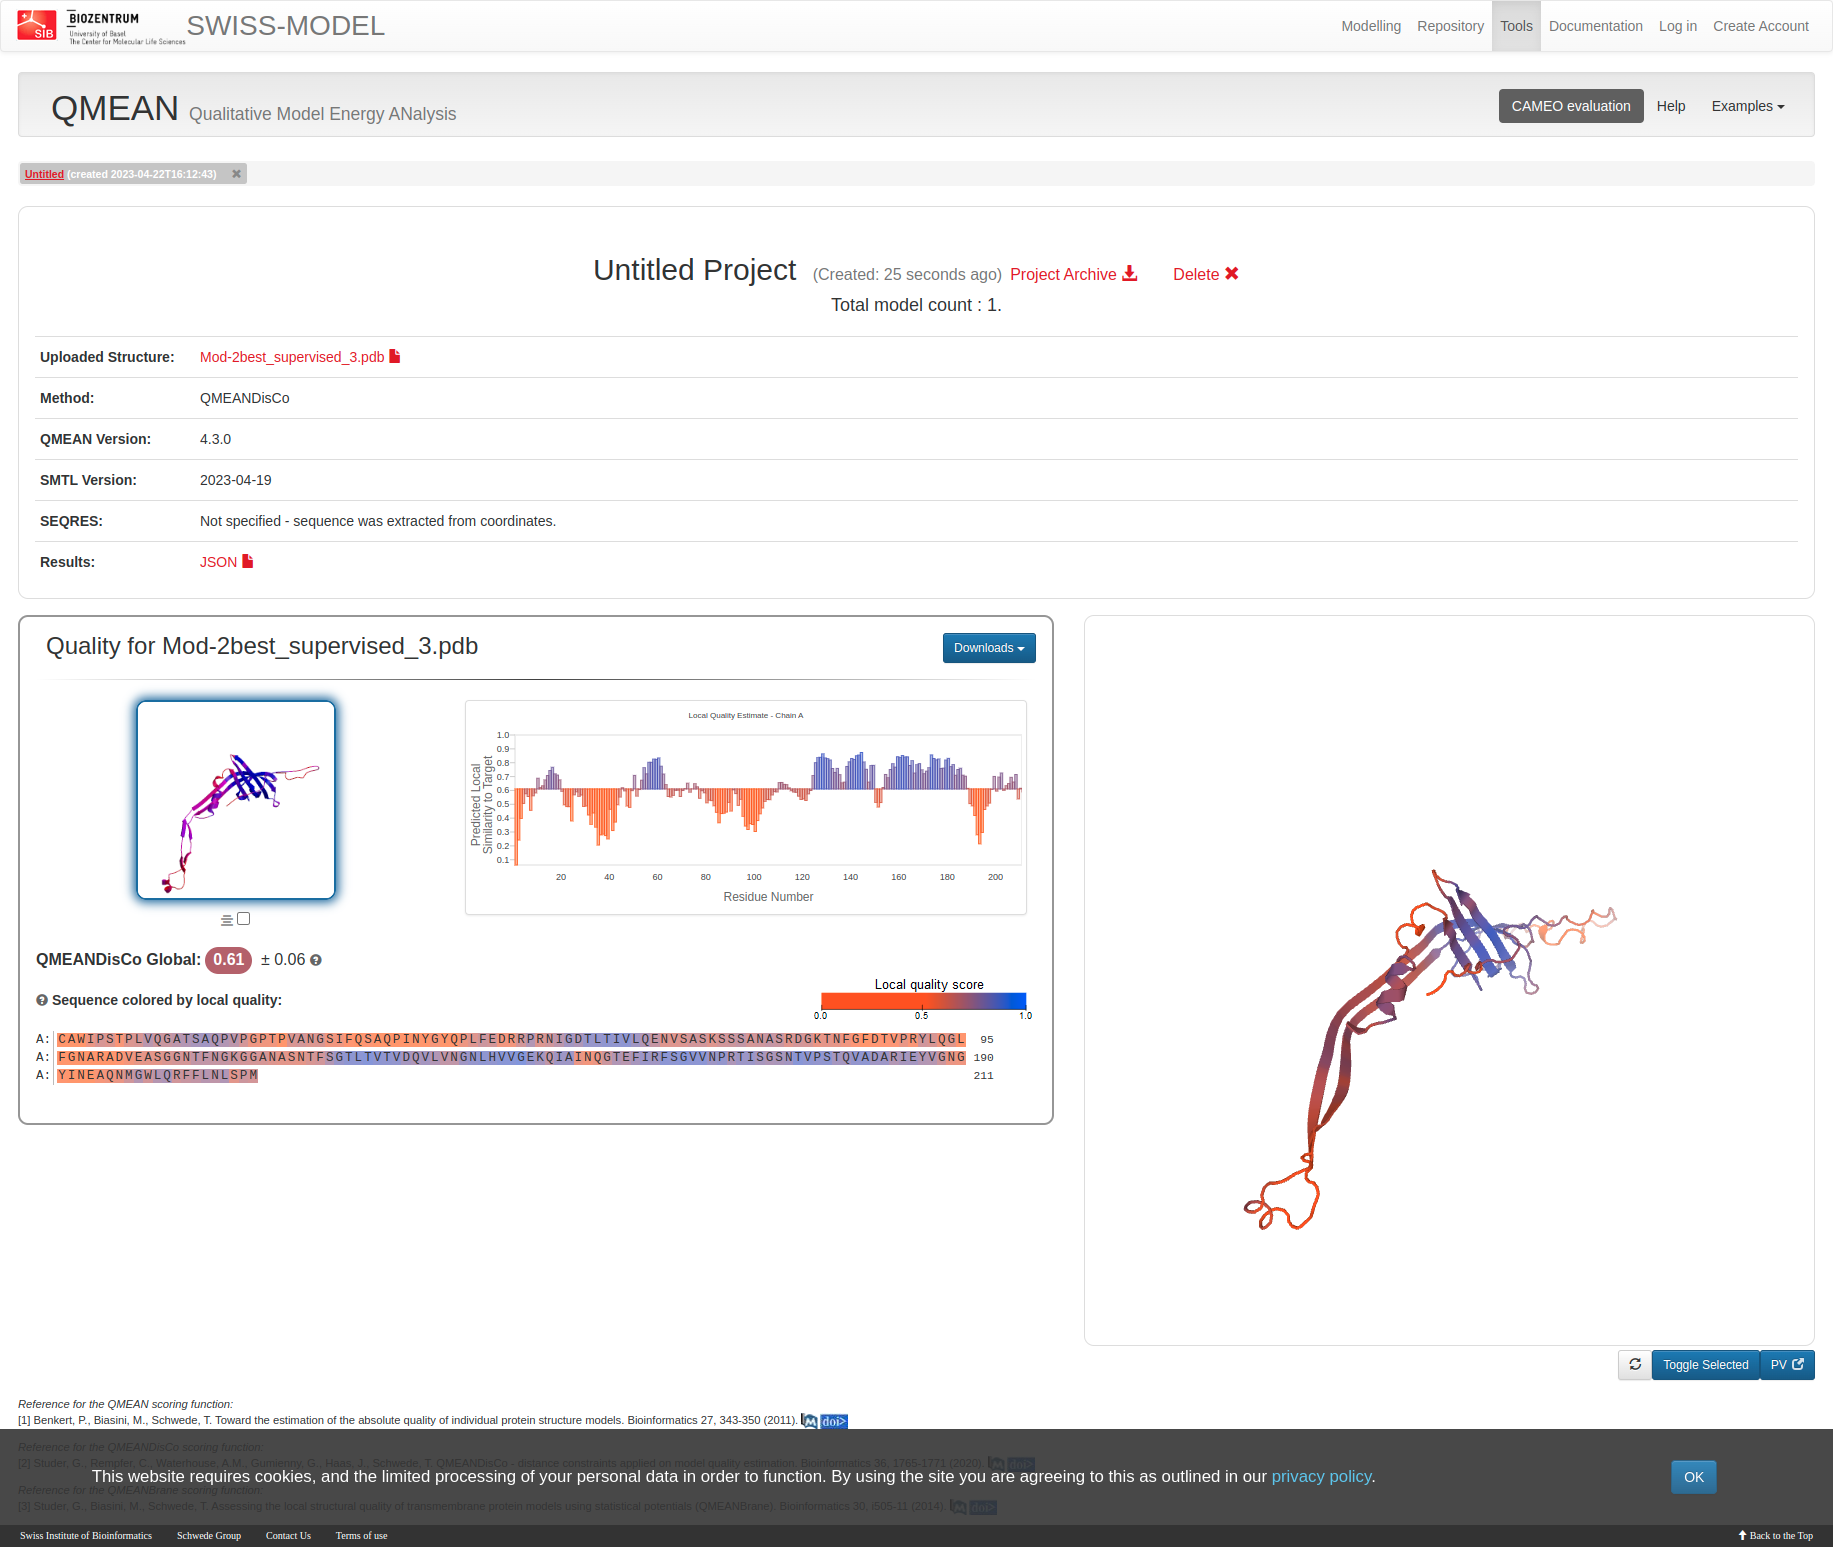 SIB
BIOZENTRUM
University of Basel
The Center for Molecular Life Sciences
SWISS-MODEL
Modelling Repository Tools Documentation Log in Create Account
QMEAN Qualitative Model Energy ANalysis
CAMEO evaluation Help Examples
Untitled (created 2023-04-22T16:12:43)
Untitled Project (Created: 25 seconds ago) Project Archive Delete
Total model count : 1.
Uploaded Structure: Mod-2best_supervised_3.pdb
Method: QMEANDisCo
QMEAN Version: 4.3.0
SMTL Version: 2023-04-19
SEQRES: Not specified - sequence was extracted from coordinates.
Results: JSON
Quality for Mod-2best_supervised_3.pdb
Downloads
Local Quality Estimate - Chain A
Predicted Local
Similarity to Target
1.0
0.9
0.8
0.7
0.6
0.5
0.4
0.3
0.2
0.1
20 40 60 80 100 120 140 160 180 200
Residue Number
QMEANDisCo Global: 0.61 ± 0.06
Sequence colored by local quality:
Local quality score
0.0 0.5 1.0
A: CAWIPSTPLVQGATSAQPVPGPTPVANGSIFQSAQPINYGYQPLFEDRRPRNIGDTLTIVLQENVSASKSSSANASRDGKTNFGFDTVPRYLQGL 95
A: FGNARADVEASGGNTFNGKGGANASNTFSGTLTVTVDQVLVNGNLHVVGEKQIAINQGTEFIRFSGVVNPRTISGSNTVPSTQVADARIEYVGNG 190
A: YINEAQNMGWLQRFFLNLSPM 211
Toggle Selected PV
Reference for the QMEAN scoring function:
[1] Benkert, P., Biasini, M., Schwede, T. Toward the estimation of the absolute quality of individual protein structure models. Bioinformatics 27, 343-350 (2011). M doi>
Reference for the QMEANDisCo scoring function:
[2] Studer, G., Rempfer, C., Waterhouse, A.M., Gumienny, G., Haas, J., Schwede, T. QMEANDisCo - distance constraints applied on model quality estimation. Bioinformatics 36, 1765-1771 (2020). M doi>
This website requires cookies, and the limited processing of your personal data in order to function. By using the site you are agreeing to this as outlined in our privacy policy. OK
Reference for the QMEANBrane scoring function:
[3] Studer, G., Biasini, M., Schwede, T. Assessing the local structural quality of transmembrane protein models using statistical potentials (QMEANBrane). Bioinformatics 30, i505-11 (2014). M doi>
Swiss Institute of Bioinformatics Schwede Group Contact Us Terms of use Back to the Top